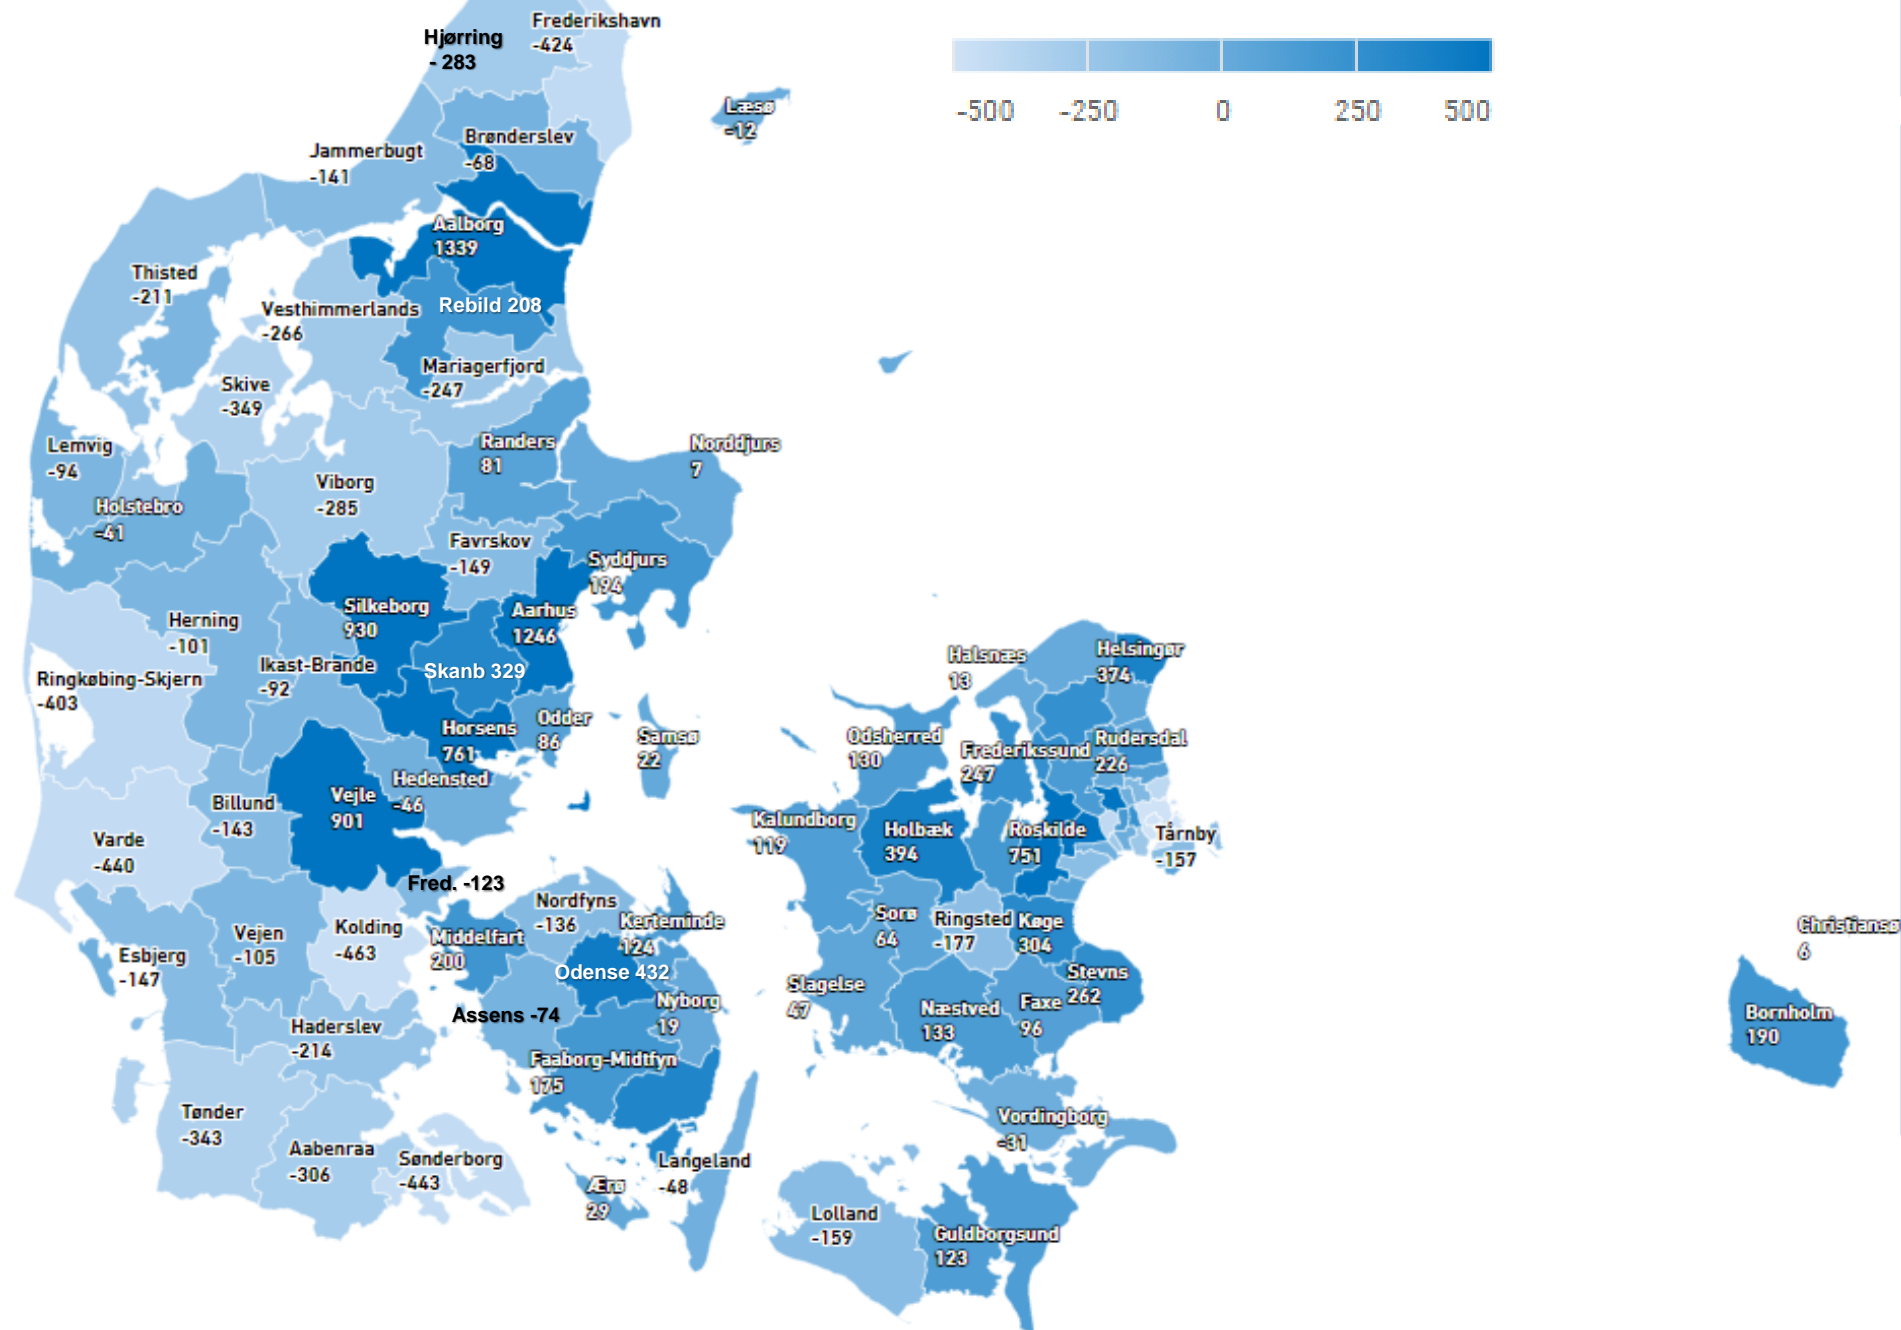 Frederikshavn
-424
Hjørring
- 283
-500 -250 0 250 500
Læsø
-12
Brønderslev
-68
Jammerbugt
-141
Aalborg
1339
Thisted
-211
Rebild 208
Vesthimmerlands
-266
Mariagerfjord
-247
Skive
-349
Randers
81
Norddjurs
7
Lemvig
-94
Viborg
-285
Holstebro
-41
Favrskov
-149
Syddjurs
194
Silkeborg
930
Aarhus
1246
Herning
-101
Ikast-Brande
-92
Skanb 329
Ringkøbing-Skjern
-403
Horsens
761
Odder
86
Samsø
22
Hedensted
-46
Vejle
901
Billund
-143
Varde
-440
Fred. -123
Kolding
-463
Vejen
-105
Esbjerg
-147
Middelfart
200
Nordfyns
-136
Kerteminde
124
Odense 432
Nyborg
19
Assens -74
Haderslev
-214
Faaborg-Midtfyn
175
Tønder
-343
Aabenraa
-306
Sønderborg
-443
Ærø
29
Langeland
-48
Halsnæs
13
Helsingør
374
Odsherred
130
Frederikssund
247
Rudersdal
226
Kalundborg
119
Holbæk
394
Roskilde
751
Tårnby
-157
Sorø
64
Ringsted
-177
Køge
304
Slagelse
47
Stevns
262
Næstved
133
Faxe
96
Vordingborg
-31
Lolland
-159
Guldborgsund
123
Christiansø
6
Bornholm
190